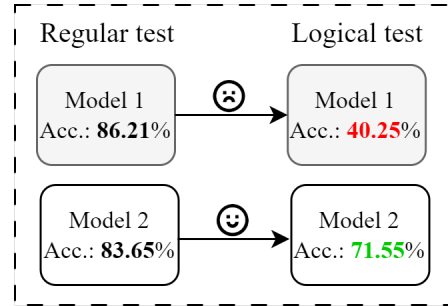 Regular test
Logical test
Model 1
Acc.: 86.21%
Model 1
Acc.: 40.25%
Model 2
Acc.: 83.65%
Model 2
Acc.: 71.55%